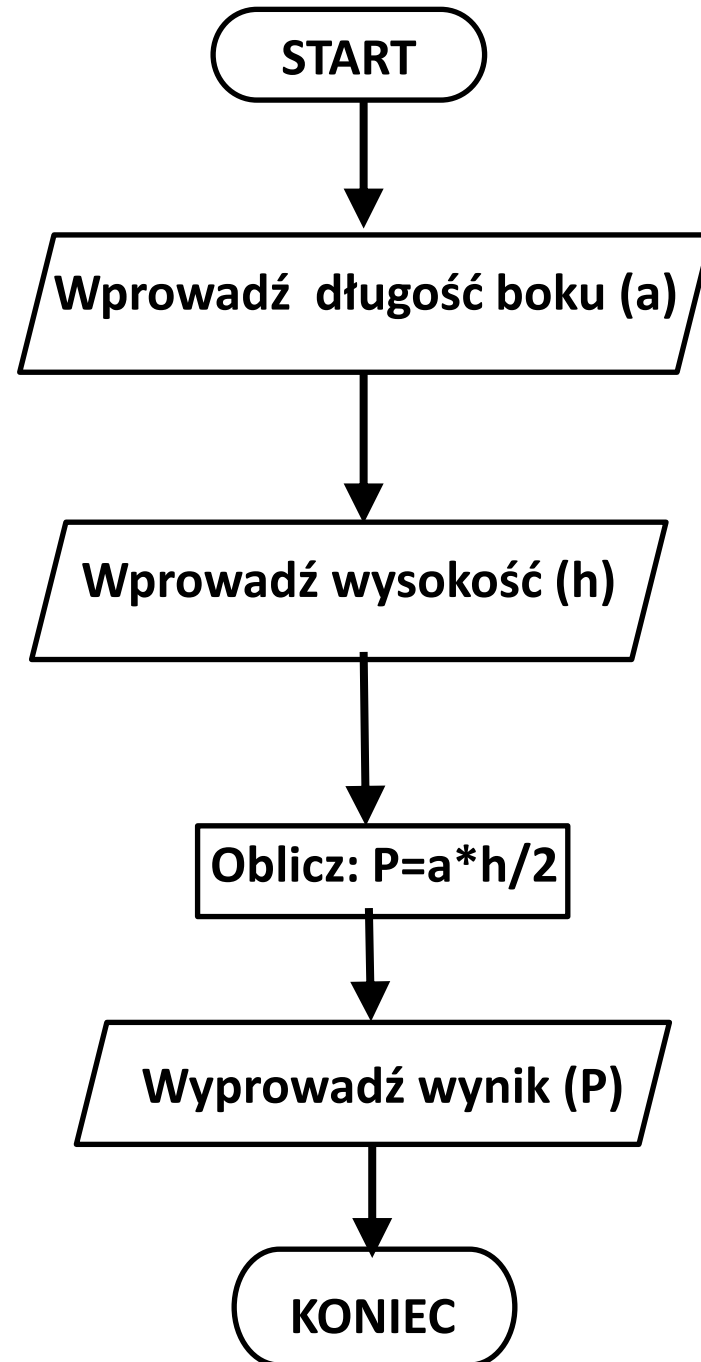 START
Wprowadź  długość boku (a)
Wprowadź wysokość (h)
Oblicz: P=a*h/2
Wyprowadź wynik (P)
KONIEC